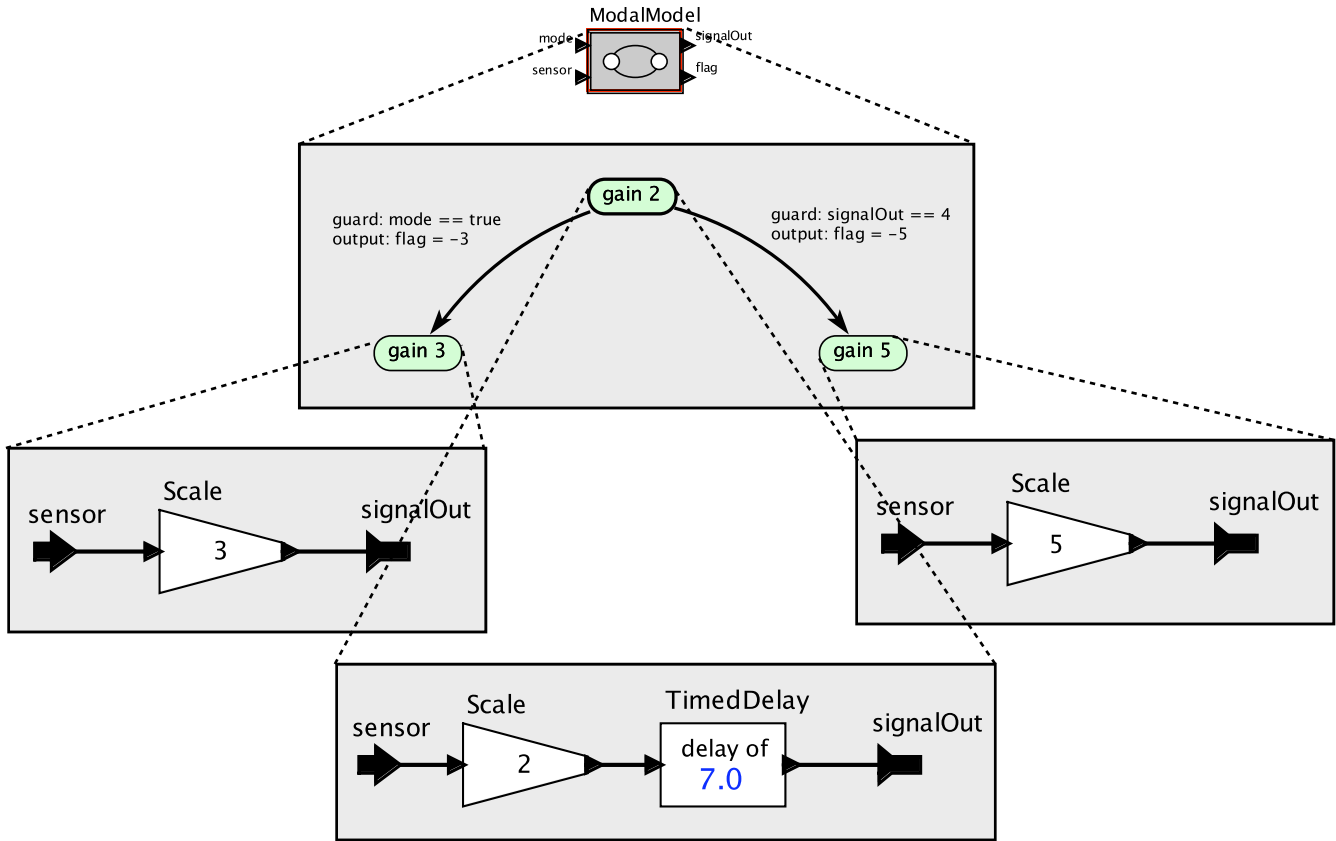 ModalModel
mode
signalOut
sensor
flag
gain 2
guard: mode == true
output: flag = −3
guard: signalOut == 4
output: flag = −5
gain 3
gain 5
Scale
sensor
3
signalOut
Scale
sensor
5
signalOut
Scale
TimedDelay
sensor
2
delay of
7.0
signalOut